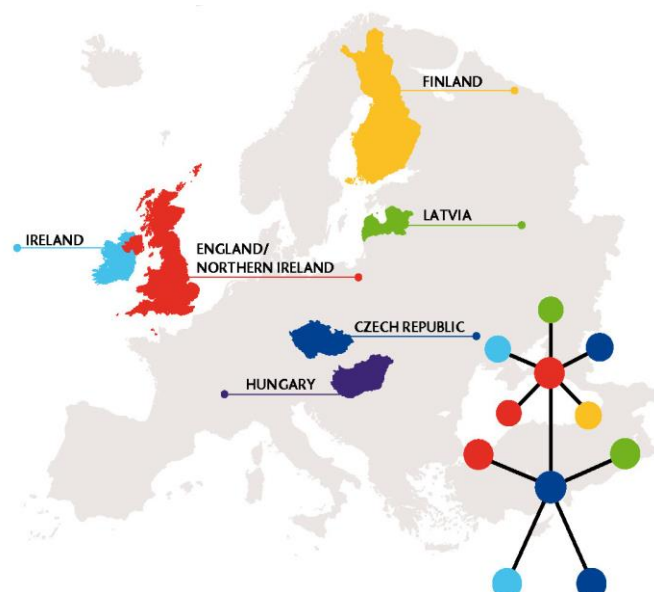 FINLAND
LATVIA
IRELAND
ENGLAND/
NORTHERN IRELAND
CZECH REPUBLIC
HUNGARY